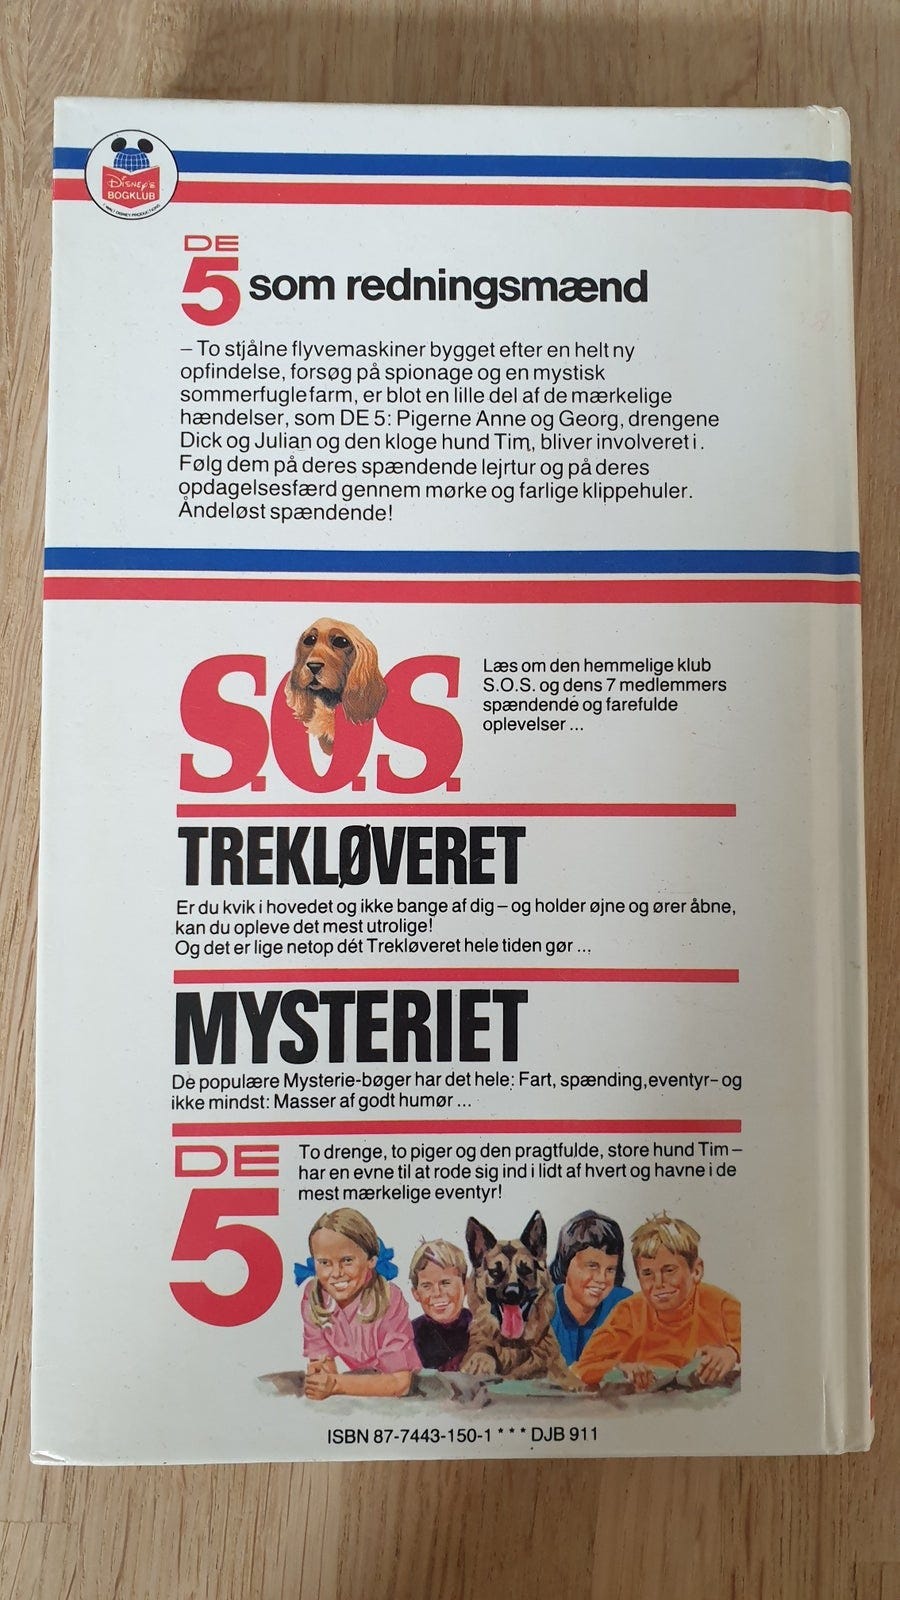 Disney's
BOGKLUB
© WALT DISNEY PRODUCTIONS
DE
5 som redningsmænd
– To stjålne flyvemaskiner bygget efter en helt ny
opfindelse, forsøg på spionage og en mystisk
sommerfuglefarm, er blot en lille del af de mærkelige
hændelser, som DE 5: Pigerne Anne og Georg, drengene
Dick og Julian og den kloge hund Tim, bliver involveret i.
Følg dem på deres spændende lejrtur og på deres
opdagelsesfærd gennem mørke og farlige klippehuler.
Åndeløst spændende!
S.O.S.
Læs om den hemmelige klub
S.O.S. og dens 7 medlemmers
spændende og farefulde
oplevelser ...
TREKLØVERET
Er du kvik i hovedet og ikke bange af dig – og holder øjne og ører åbne,
kan du opleve det mest utrolige!
Og det er lige netop dét Trekløveret hele tiden gør ...
MYSTERIET
De populære Mysterie-bøger har det hele: Fart, spænding, eventyr – og
ikke mindst: Masser af godt humør ...
DE
5
To drenge, to piger og den pragtfulde, store hund Tim –
har en evne til at rode sig ind i lidt af hvert og havne i de
mest mærkelige eventyr!
ISBN 87-7443-150-1 * * * DJB 911